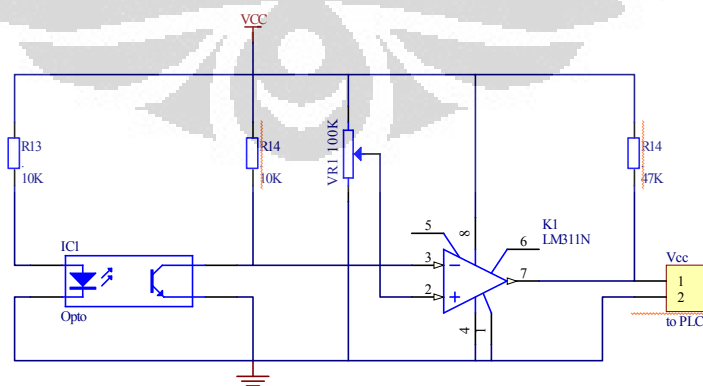 VCC
R13
10K
R14
10K
VR1 100K
R14
47K
IC1
Opto
5
8
3
2
4
1
6
7
K1
LM311N
Vcc
1
2
to PLC